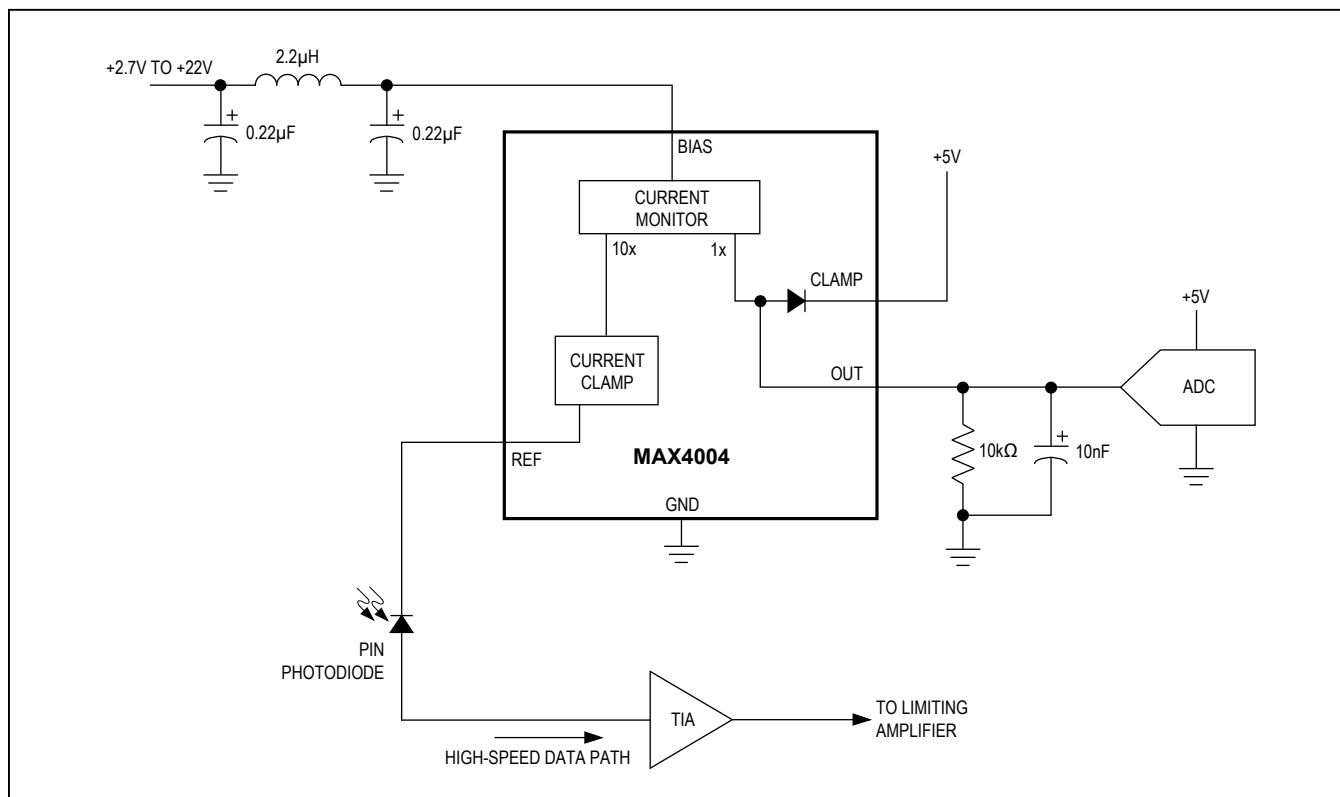 +2.7V TO +22V
2.2µH
+
0.22µF
+
0.22µF
BIAS
CURRENT
MONITOR
10x
1x
+5V
CLAMP
+5V
CURRENT
CLAMP
OUT
ADC
REF
MAX4004
10kΩ
+
10nF
GND
PIN
PHOTODIODE
TIA
TO LIMITING
AMPLIFIER
HIGH-SPEED DATA PATH